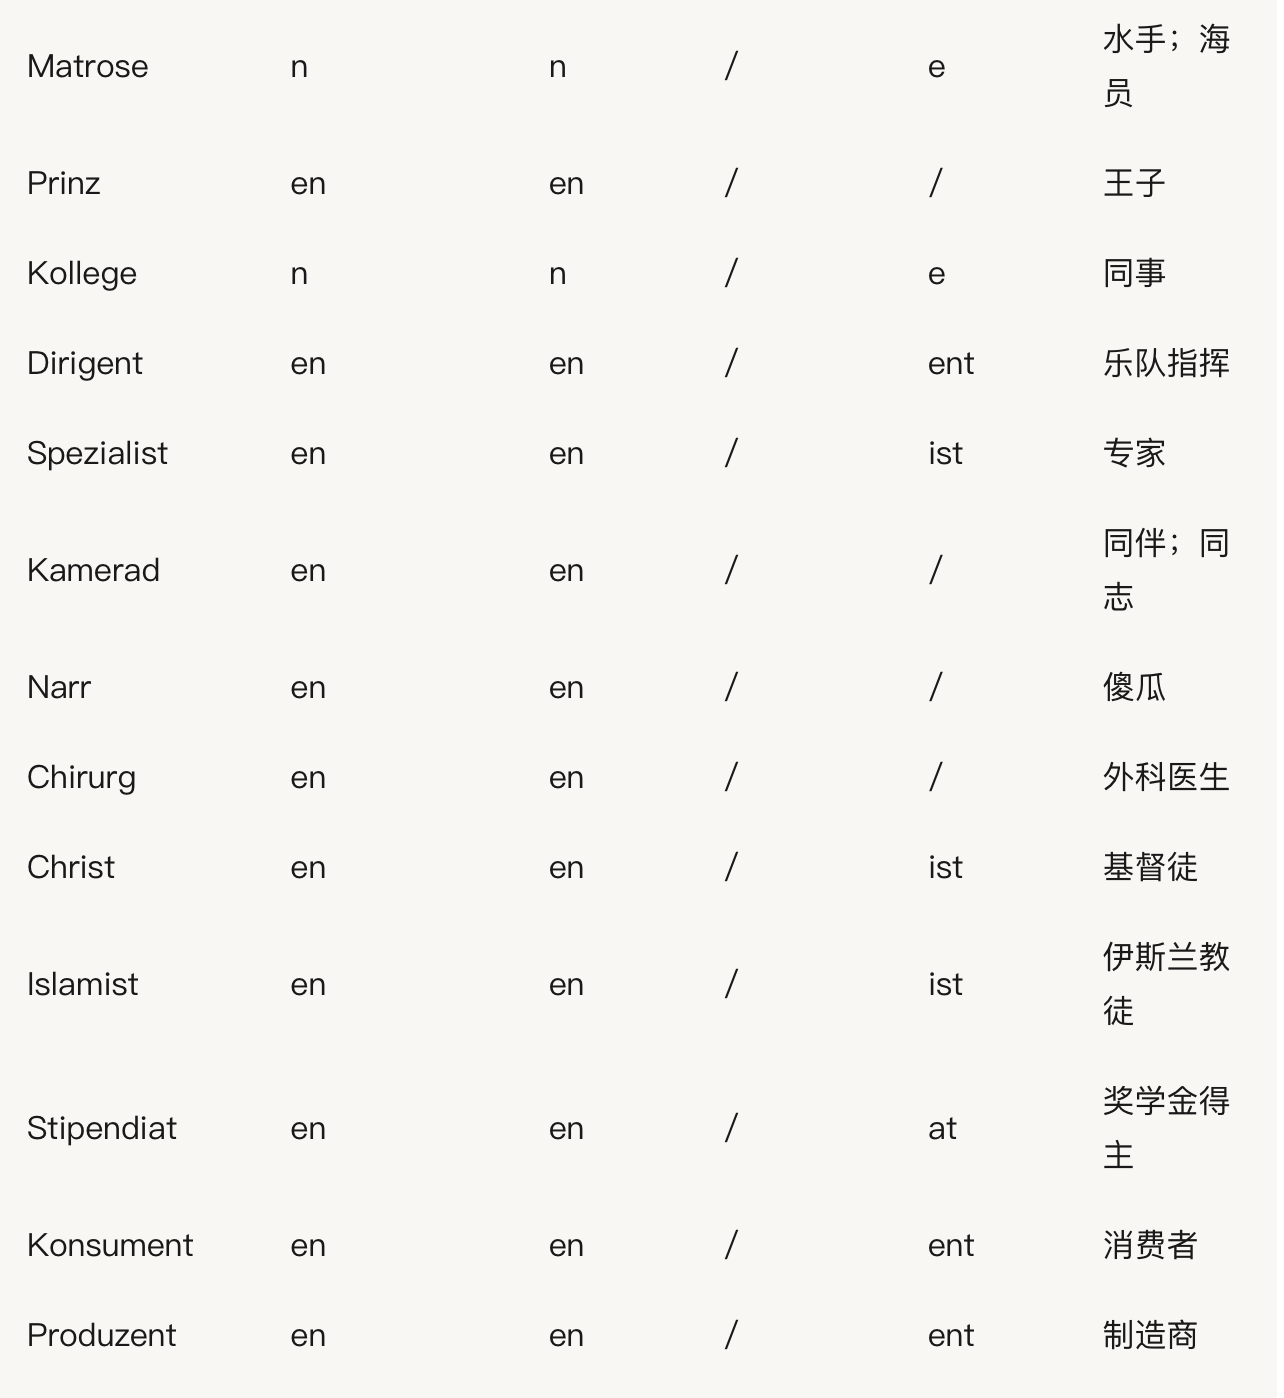 Matrose n n / e 水手；海
员
Prinz en en / / 王子
Kollege n n / e 同事
Dirigent en en / ent 乐队指挥
Spezialist en en / ist 专家
Kamerad en en / / 同伴；同
志
Narr en en / / 傻瓜
Chirurg en en / / 外科医生
Christ en en / ist 基督徒
Islamist en en / ist 伊斯兰教
徒
Stipendiat en en / at 奖学金得
主
Konsument en en / ent 消费者
Produzent en en / ent 制造商